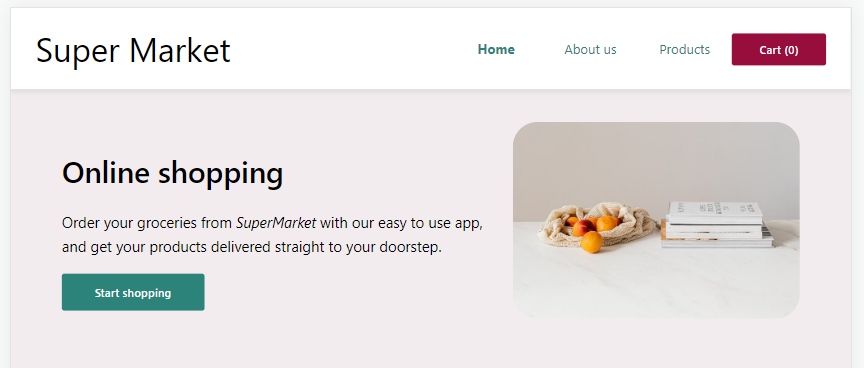 Super Market
Home
About us
Products
Cart (0)
Online shopping
Order your groceries from SuperMarket with our easy to use app,
and get your products delivered straight to your doorstep.
Start shopping